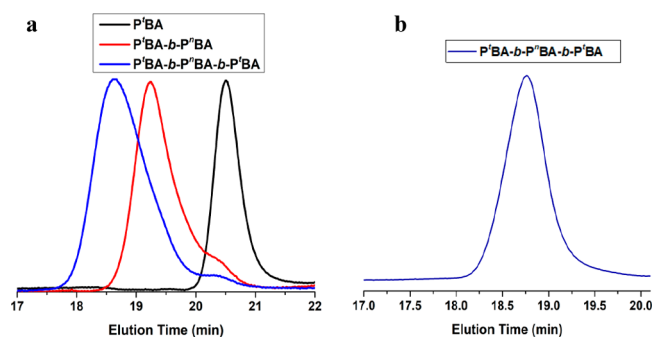 a
PᵗBA
PᵗBA-b-PⁿBA
PᵗBA-b-PⁿBA-b-PᵗBA
17 18 19 20 21 22
Elution Time (min)
b
PᵗBA-b-PⁿBA-b-PᵗBA
17.0 17.5 18.0 18.5 19.0 19.5 20.0
Elution Time (min)